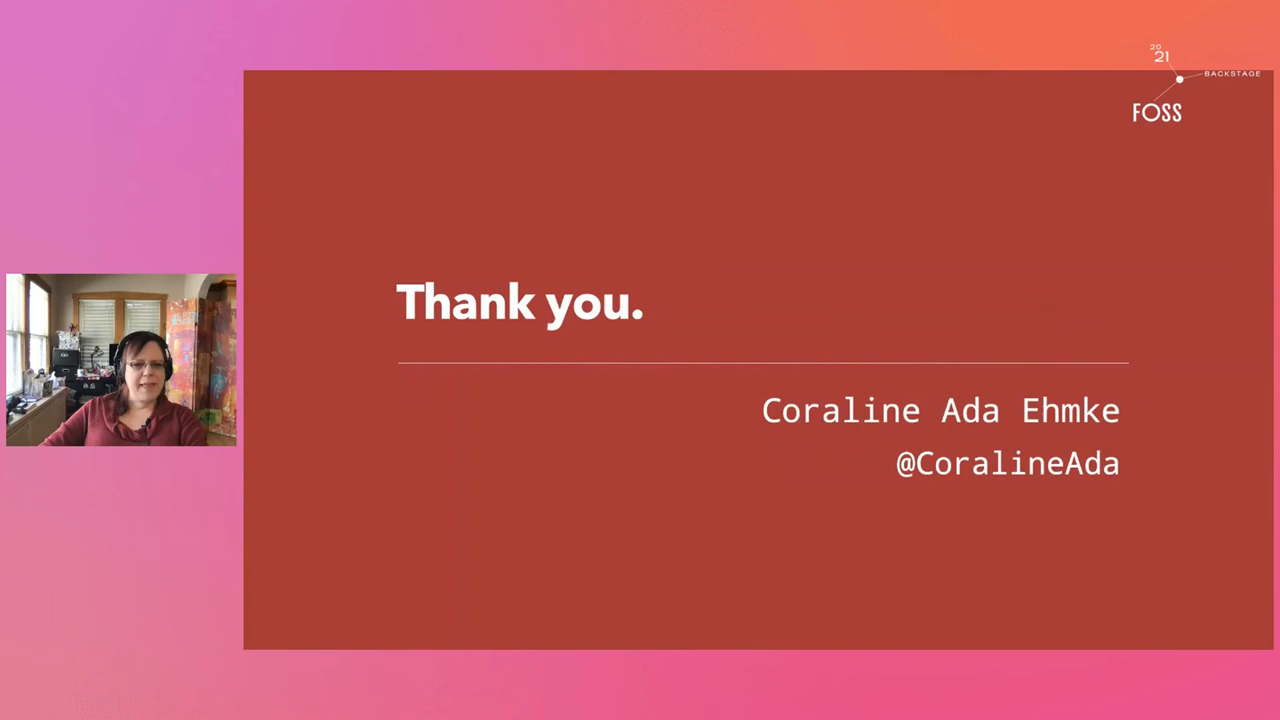 20
21
BACKSTAGE
FOSS
Thank you.
Coraline Ada Ehmke
@CoralineAda